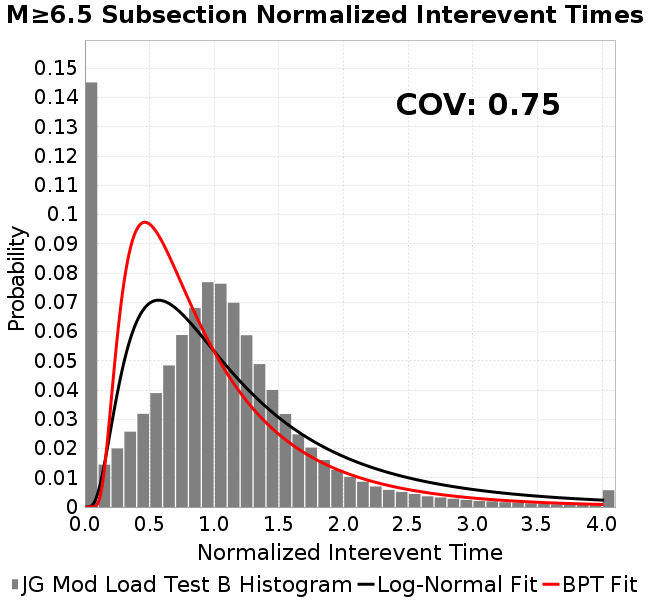 M≥6.5 Subsection Normalized Interevent Times
COV: 0.75
Probability
0.15
0.14
0.13
0.12
0.11
0.1
0.09
0.08
0.07
0.06
0.05
0.04
0.03
0.02
0.01
0
0.0 0.5 1.0 1.5 2.0 2.5 3.0 3.5 4.0
Normalized Interevent Time
JG Mod Load Test B Histogram Log-Normal Fit BPT Fit